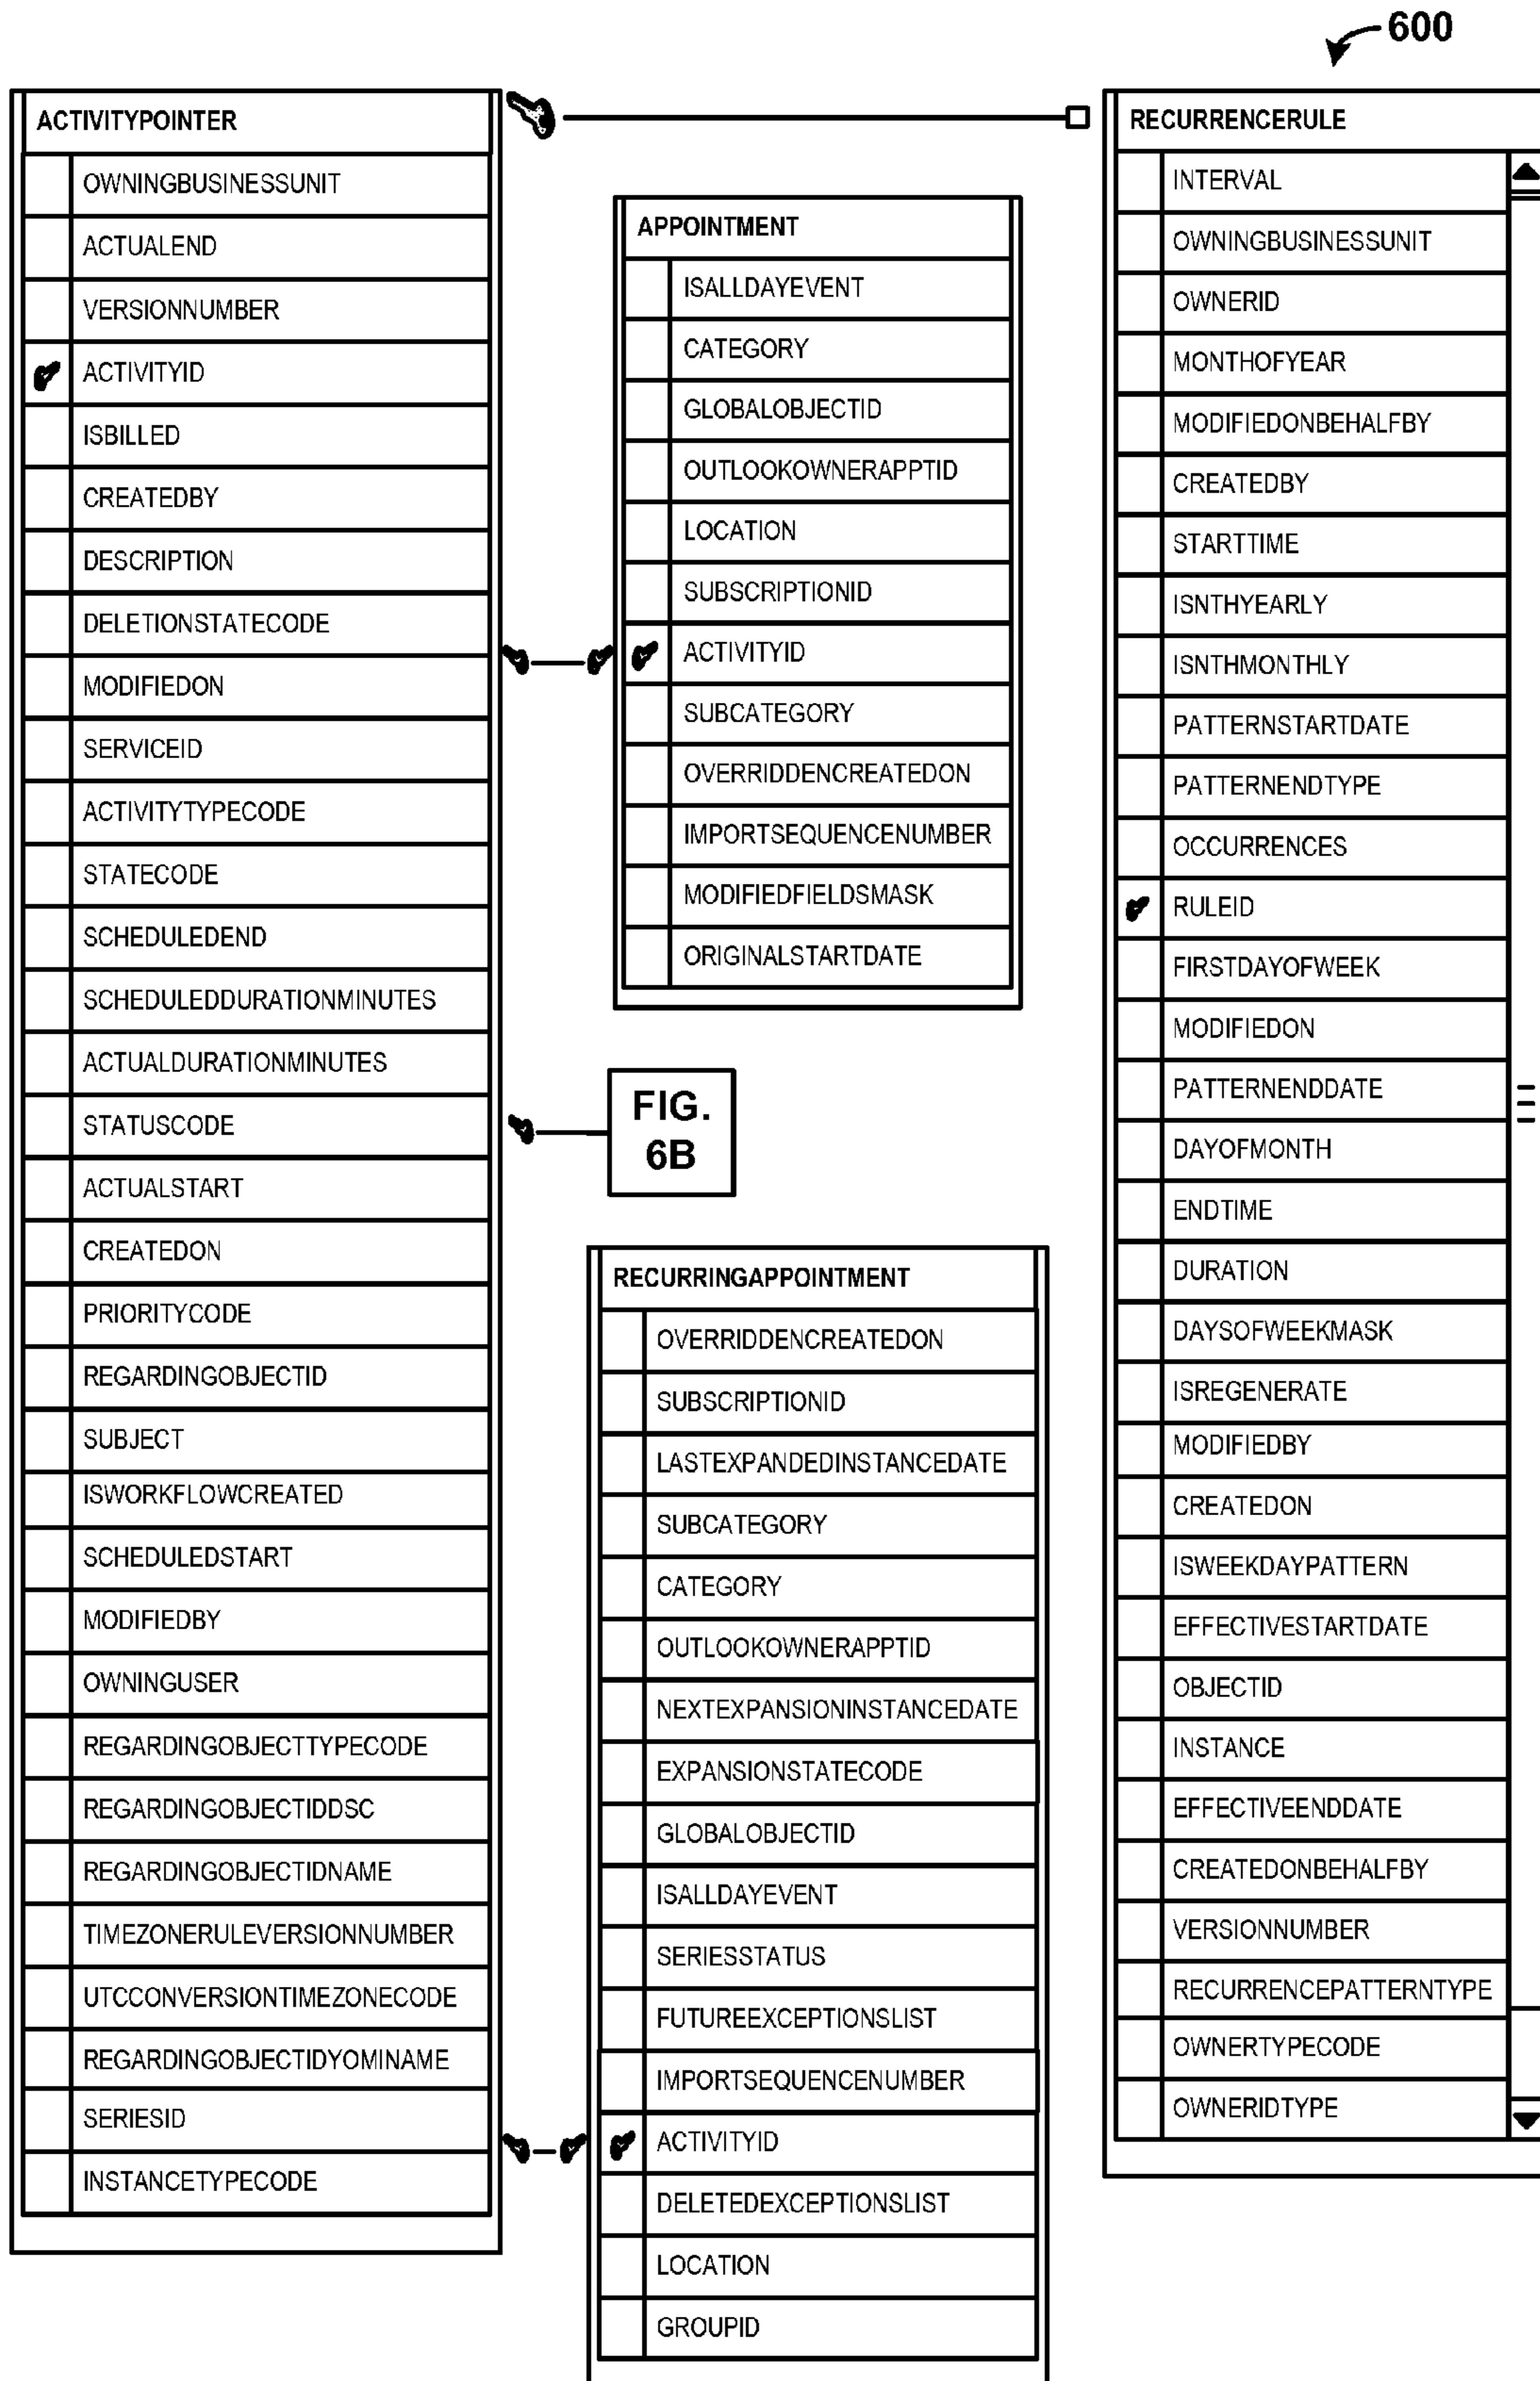 600
ACTIVITYPOINTER
OWNINGBUSINESSUNIT
ACTUALEND
VERSIONNUMBER
ACTIVITYID
ISBILLED
CREATEDBY
DESCRIPTION
DELETIONSTATECODE
MODIFIEDON
SERVICEID
ACTIVITYTYPECODE
STATECODE
SCHEDULEDEND
SCHEDULEDDURATIONMINUTES
ACTUALDURATIONMINUTES
STATUSCODE
ACTUALSTART
CREATEDON
PRIORITYCODE
REGARDINGOBJECTID
SUBJECT
ISWORKFLOWCREATED
SCHEDULEDSTART
MODIFIEDBY
OWNINGUSER
REGARDINGOBJECTTYPECODE
REGARDINGOBJECTIDDSC
REGARDINGOBJECTIDNAME
TIMEZONERULEVERSIONNUMBER
UTCCONVERSIONTIMEZONECODE
REGARDINGOBJECTIDYOMINAME
SERIESID
INSTANCETYPECODE
APPOINTMENT
ISALLDAYEVENT
CATEGORY
GLOBALOBJECTID
OUTLOOKOWNERAPPTID
LOCATION
SUBSCRIPTIONID
ACTIVITYID
SUBCATEGORY
OVERRIDDENCREATEDON
IMPORTSEQUENCENUMBER
MODIFIEDFIELDSMASK
ORIGINALSTARTDATE
FIG.
6B
RECURRINGAPPOINTMENT
OVERRIDDENCREATEDON
SUBSCRIPTIONID
LASTEXPANDEDINSTANCEDATE
SUBCATEGORY
CATEGORY
OUTLOOKOWNERAPPTID
NEXTEXPANSIONINSTANCEDATE
EXPANSIONSTATECODE
GLOBALOBJECTID
ISALLDAYEVENT
SERIESSTATUS
FUTUREEXCEPTIONSLIST
IMPORTSEQUENCENUMBER
ACTIVITYID
DELETEDEXCEPTIONSLIST
LOCATION
GROUPID
RECURRENCERULE
INTERVAL
OWNINGBUSINESSUNIT
OWNERID
MONTHOFYEAR
MODIFIEDONBEHALFBY
CREATEDBY
STARTTIME
ISNTHYEARLY
ISNTHMONTHLY
PATTERNSTARTDATE
PATTERNENDTYPE
OCCURRENCES
RULEID
FIRSTDAYOFWEEK
MODIFIEDON
PATTERNENDDATE
DAYOFMONTH
ENDTIME
DURATION
DAYSOFWEEKMASK
ISREGENERATE
MODIFIEDBY
CREATEDON
ISWEEKDAYPATTERN
EFFECTIVESTARTDATE
OBJECTID
INSTANCE
EFFECTIVEENDDATE
CREATEDONBEHALFBY
VERSIONNUMBER
RECURRENCEPATTERNTYPE
OWNERTYPECODE
OWNERIDTYPE